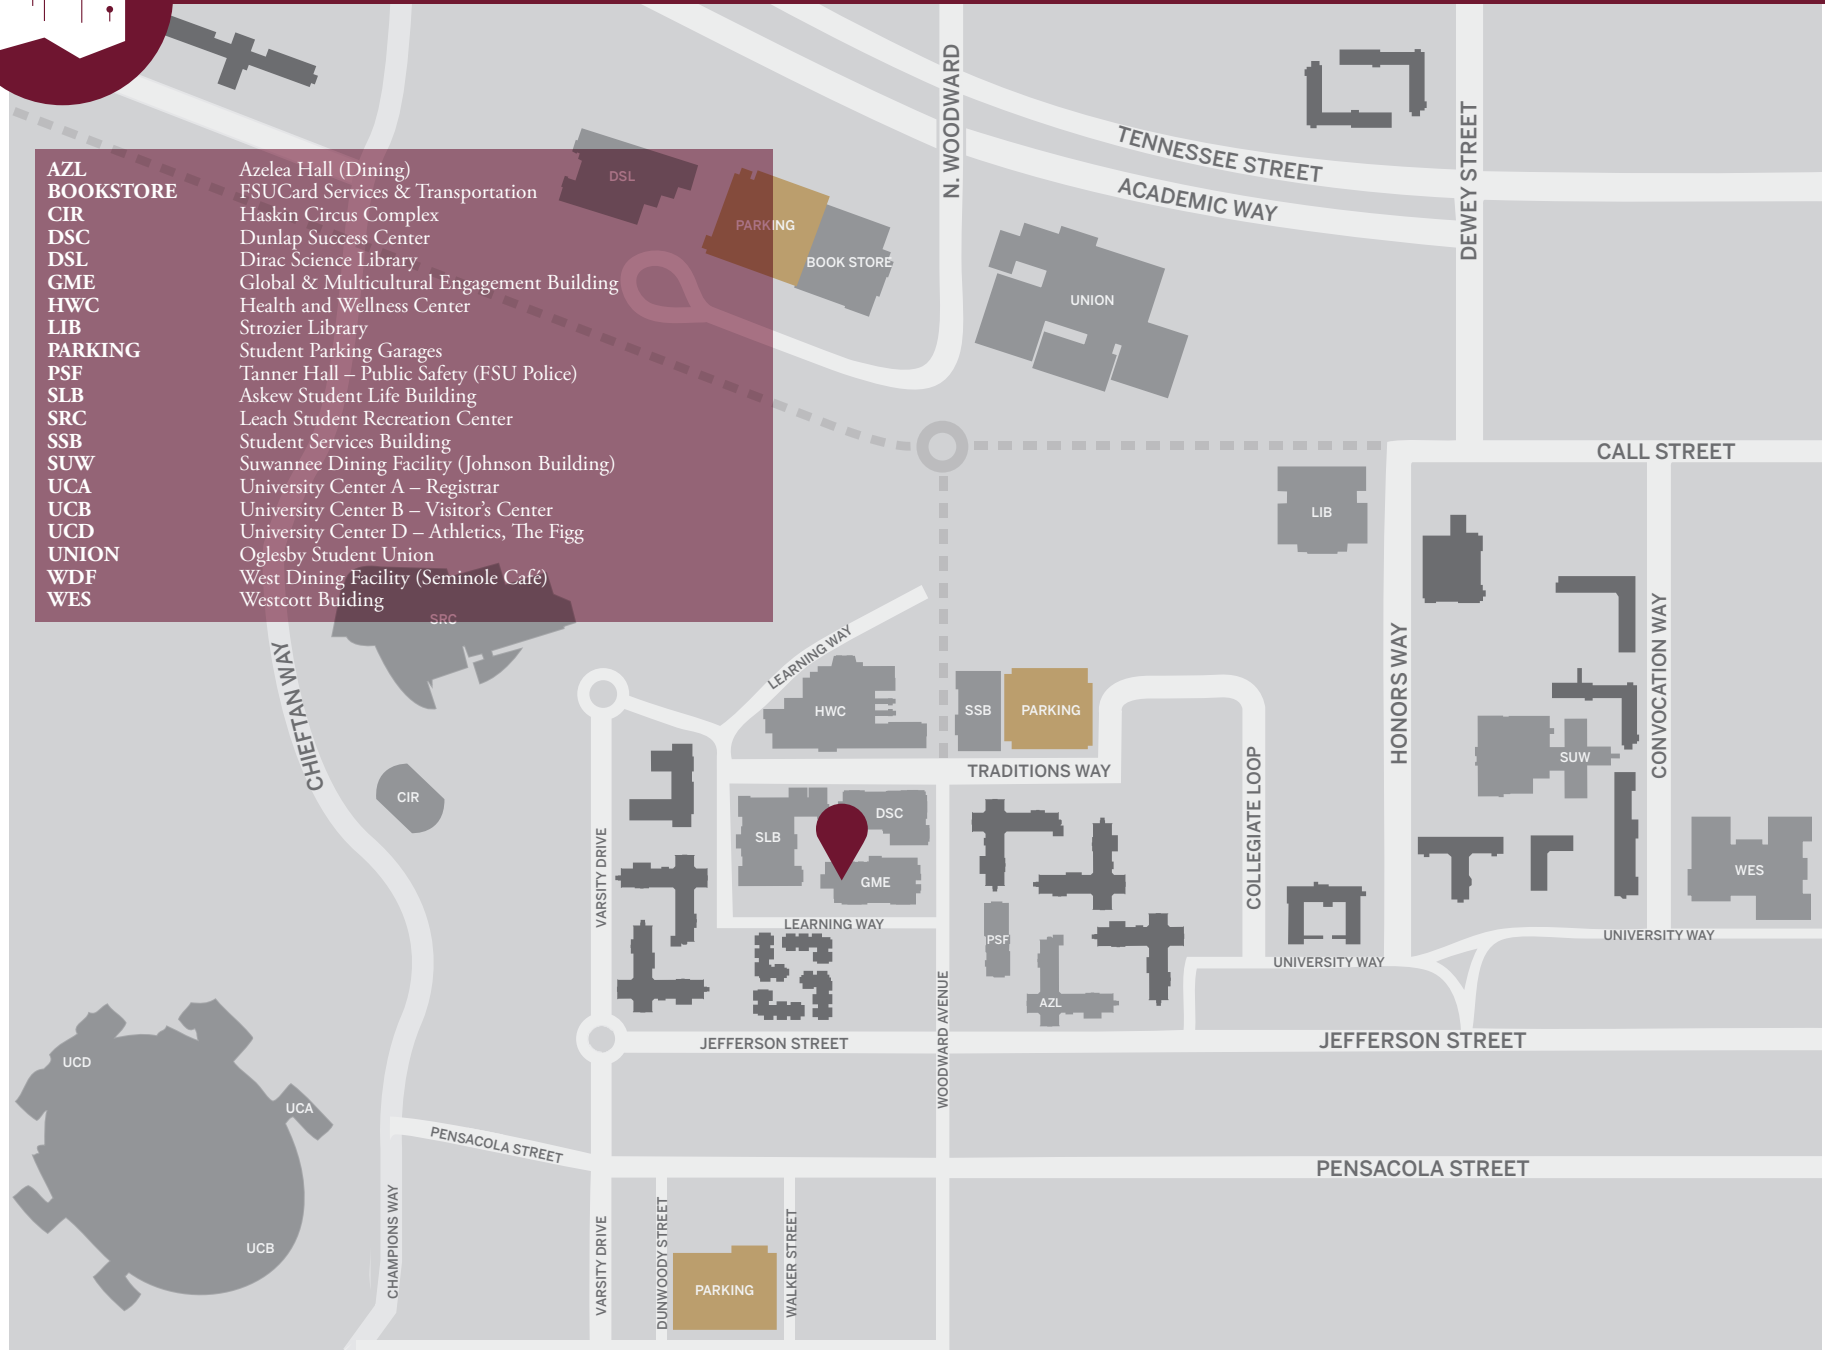 AZL Azelea Hall (Dining)
BOOKSTORE FSUCard Services & Transportation
CIR Haskin Circus Complex
DSC Dunlap Success Center
DSL Dirac Science Library
GME Global & Multicultural Engagement Building
HWC Health and Wellness Center
LIB Strozier Library
PARKING Student Parking Garages
PSF Tanner Hall – Public Safety (FSU Police)
SLB Askew Student Life Building
SRC Leach Student Recreation Center
SSB Student Services Building
SUW Suwannee Dining Facility (Johnson Building)
UCA University Center A – Registrar
UCB University Center B – Visitor's Center
UCD University Center D – Athletics, The Figg
UNION Oglesby Student Union
WDF West Dining Facility (Seminole Café)
WES Westcott Buiding
DSL
PARKING
BOOK STORE
N. WOODWARD
TENNESSEE STREET
ACADEMIC WAY
DEWEY STREET
UNION
CALL STREET
LIB
SRC
CHIEFTAN WAY
LEARNING WAY
HWC
SSB
PARKING
TRADITIONS WAY
HONORS WAY
CONVOCATION WAY
SUW
CIR
VARSITY DRIVE
SLB
DSC
GME
LEARNING WAY
COLLEGIATE LOOP
WES
PSF
AZL
UNIVERSITY WAY
UNIVERSITY WAY
WOODWARD AVENUE
JEFFERSON STREET
JEFFERSON STREET
UCD
UCA
UCB
PENSACOLA STREET
PENSACOLA STREET
CHAMPIONS WAY
VARSITY DRIVE
DUNWOODY STREET
PARKING
WALKER STREET